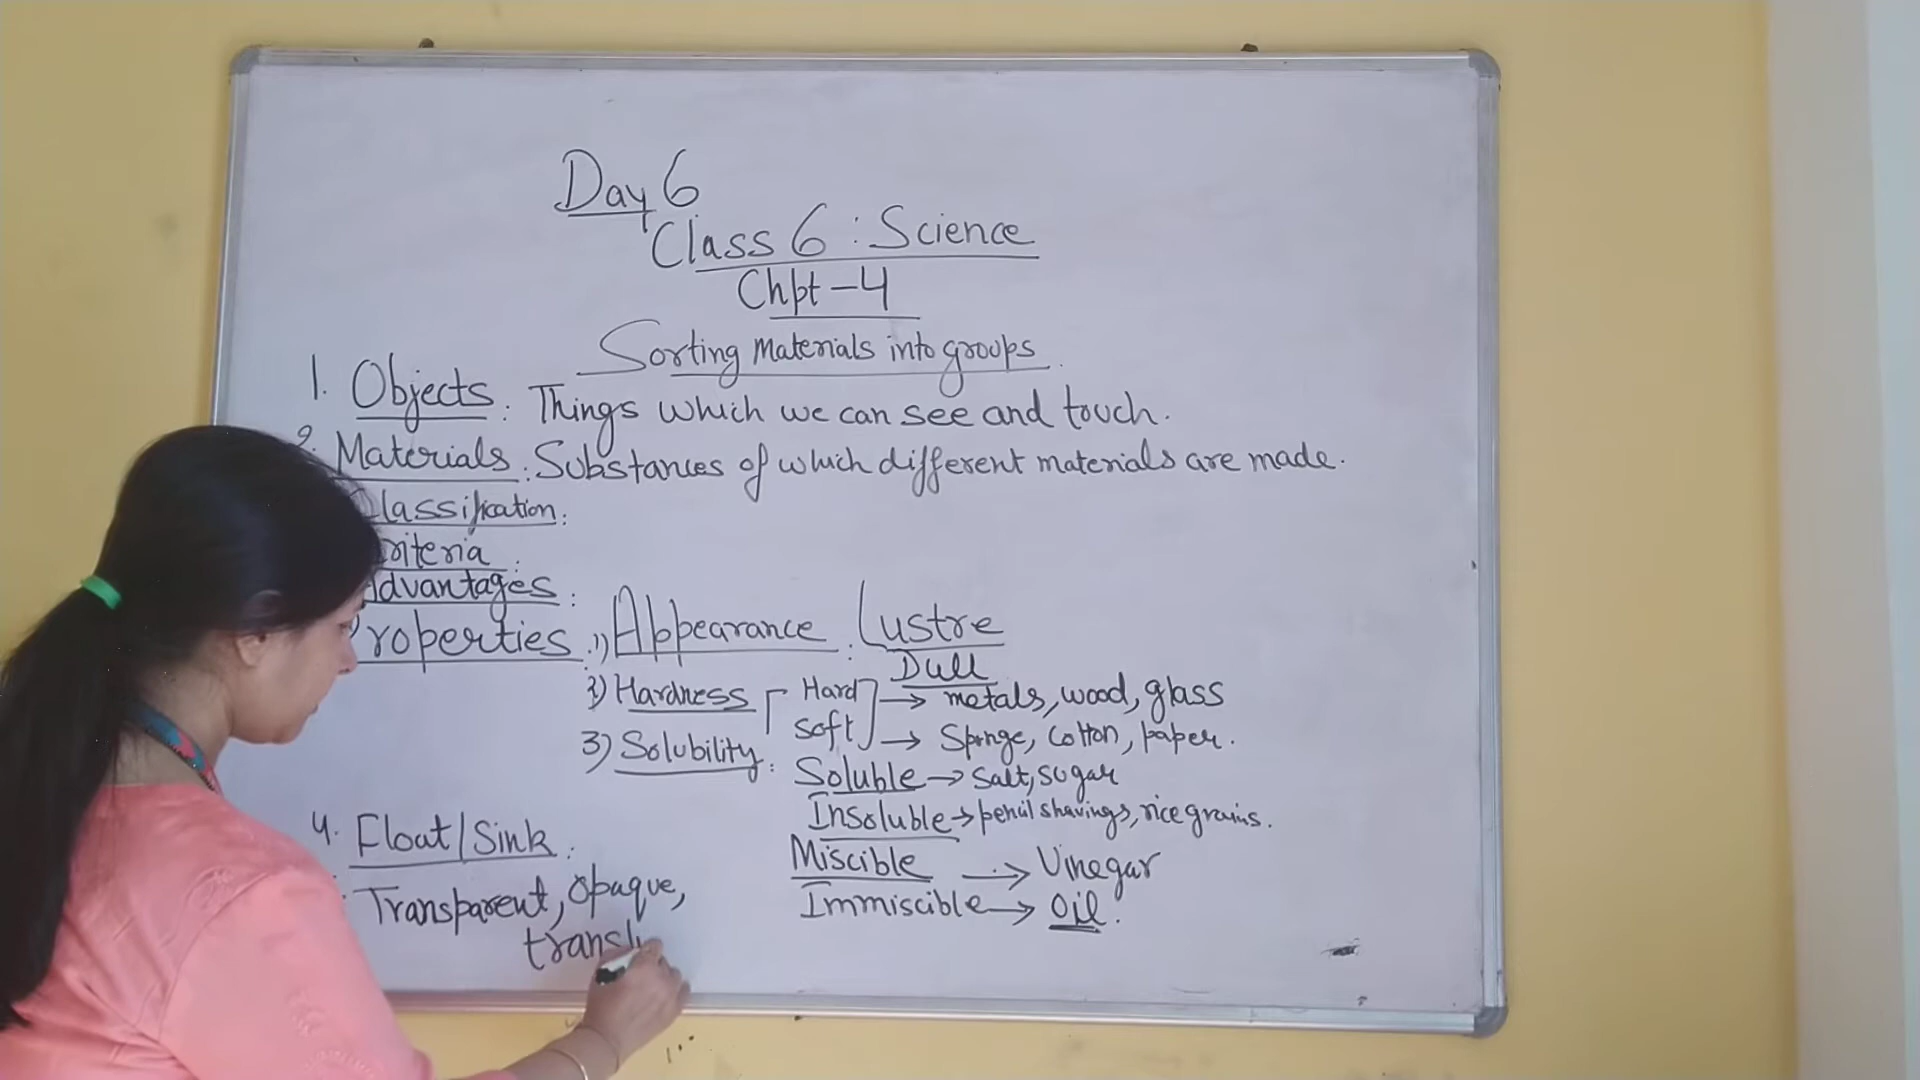 Day 6
Class 6 : Science
Chpt - 4
Sorting Materials into groups.
1. Objects : Things which we can see and touch.
2. Materials : Substances of which different materials are made.
Classification :
riteria :
Advantages :
roperties : 1) Appearance : Lustre
Dull
2) Hardness [ Hard ] → metals, wood, glass
Soft → Sponge, Cotton, paper.
3) Solubility : Soluble → Salt, sugar
Insoluble → pencil shavings, rice grains.
4. Float/Sink :
Miscible → Vinegar
Transparent, Opaque,
Immiscible → Oil.
transl